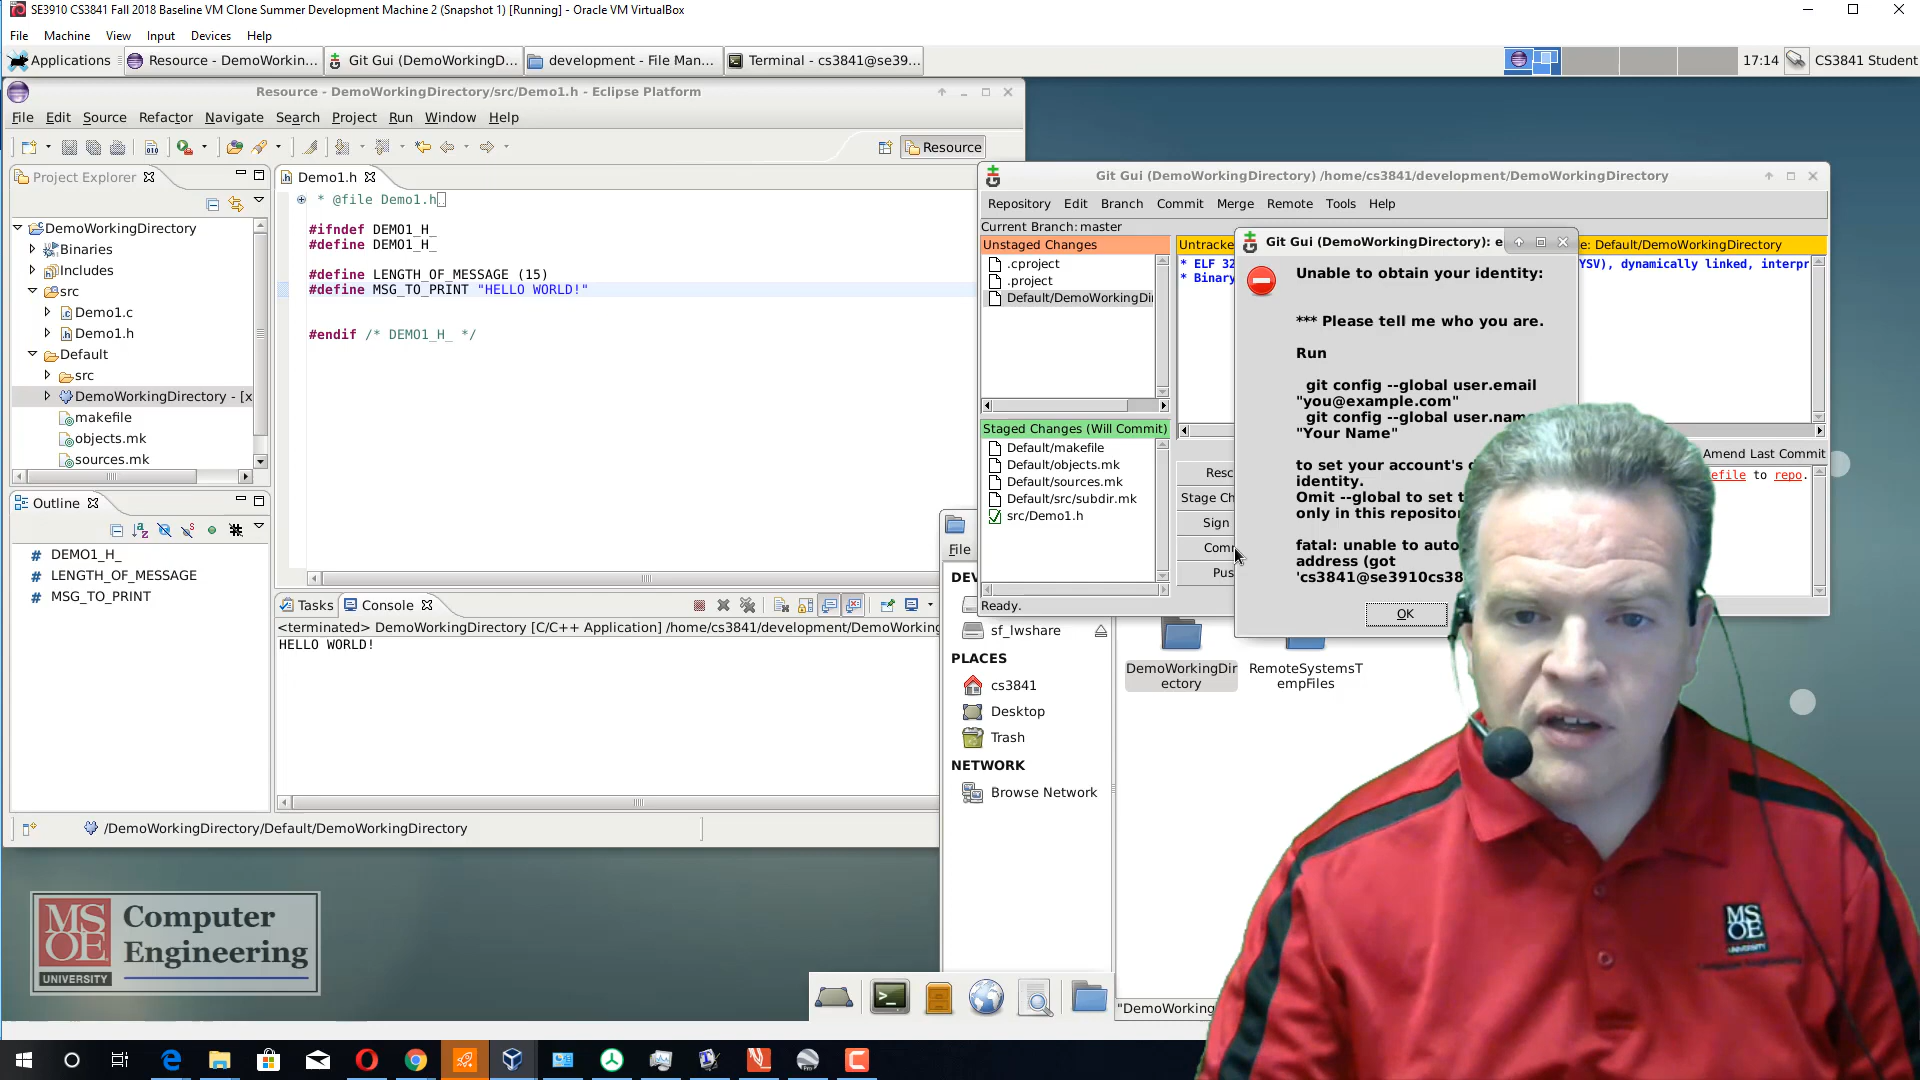 SE3910 CS3841 Fall 2018 Baseline VM Clone Summer Development Machine 2 (Snapshot 1) [Running] - Oracle VM VirtualBox
File Machine View Input Devices Help
Applications Resource - DemoWorkin... Git Gui (DemoWorkingD... development - File Man... Terminal - cs3841@se39... 17:14 CS3841 Student
Resource - DemoWorkingDirectory/src/Demo1.h - Eclipse Platform
File Edit Source Refactor Navigate Search Project Run Window Help
Resource
Project Explorer
DemoWorkingDirectory
Binaries
Includes
src
Demo1.c
Demo1.h
Default
src
DemoWorkingDirectory - [x
makefile
objects.mk
sources.mk
Outline
DEMO1_H_
LENGTH_OF_MESSAGE
MSG_TO_PRINT
Demo1.h
* @file Demo1.h
#ifndef DEMO1_H_
#define DEMO1_H_
#define LENGTH_OF_MESSAGE (15)
#define MSG_TO_PRINT "HELLO WORLD!"
#endif /* DEMO1_H_ */
Tasks Console
<terminated> DemoWorkingDirectory [C/C++ Application] /home/cs3841/development/DemoWorking
HELLO WORLD!
/DemoWorkingDirectory/Default/DemoWorkingDirectory
Git Gui (DemoWorkingDirectory) /home/cs3841/development/DemoWorkingDirectory
Repository Edit Branch Commit Merge Remote Tools Help
Current Branch: master
Unstaged Changes
.cproject
.project
Default/DemoWorkingDi
Staged Changes (Will Commit)
Default/makefile
Default/objects.mk
Default/sources.mk
Default/src/subdir.mk
src/Demo1.h
Ready.
Untracke
e: Default/DemoWorkingDirectory
* ELF 32
YSV), dynamically linked, interpr
* Binar
Resc
Stage Ch
Sign
Comm
Pus
Amend Last Commit
efile to repo.
Git Gui (DemoWorkingDirectory): e
Unable to obtain your identity:
*** Please tell me who you are.
Run
git config --global user.email
"you@example.com"
git config --global user.name
"Your Name"
to set your account's d
identity.
Omit --global to set t
only in this reposito
fatal: unable to auto
address (got
'cs3841@se3910cs38
OK
File
DEV
sf_lwshare
PLACES
cs3841
Desktop
Trash
NETWORK
Browse Network
DemoWorkingDir
ectory
RemoteSystemsT
empFiles
"DemoWorking
MSOE
UNIVERSITY
Computer
Engineering
MS
OE
UNIVERSITY